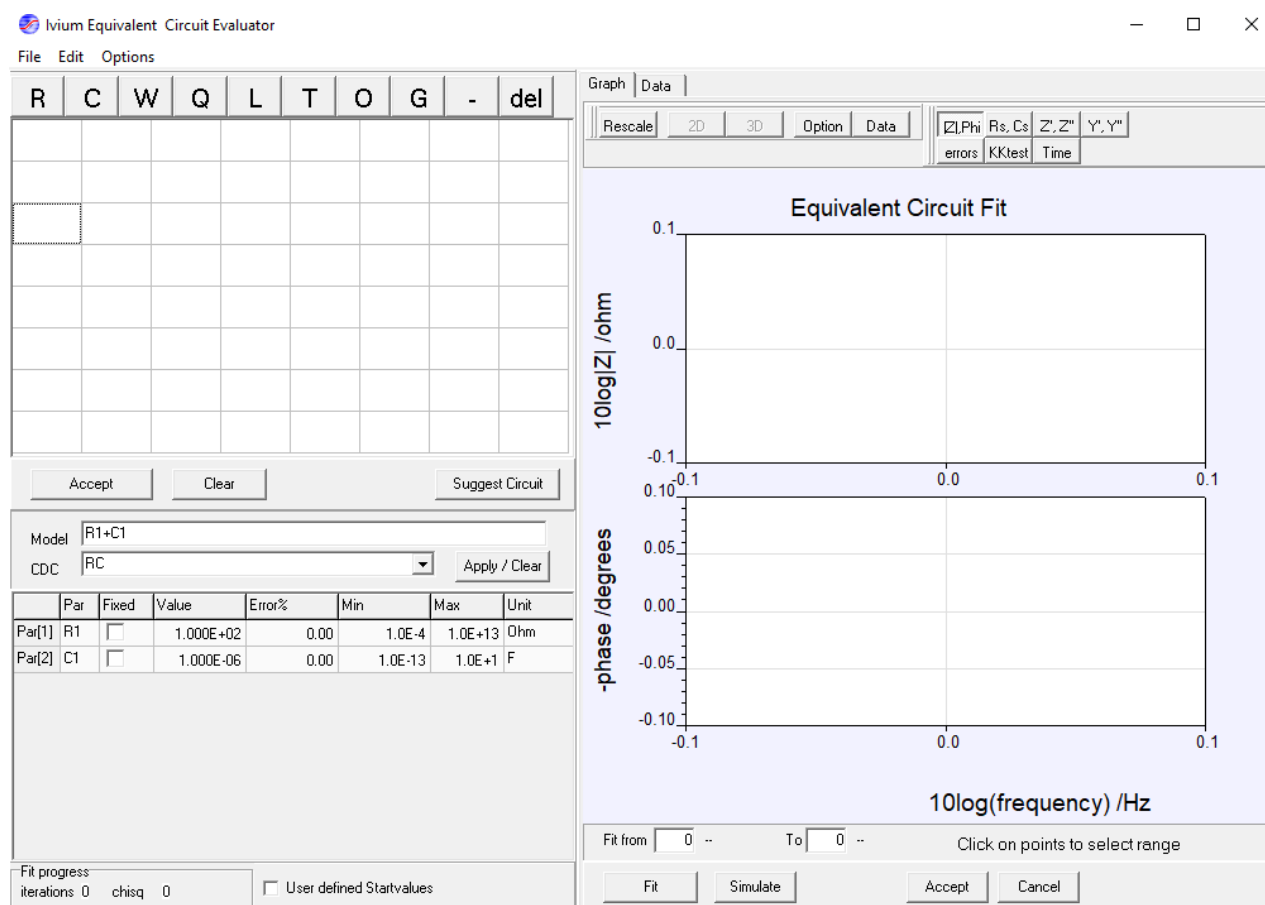 Ivium Equivalent Circuit Evaluator
File Edit Options
R C W Q L T O G - del
Accept Clear Suggest Circuit
Model R1+C1
CDC RC Apply / Clear
Par Fixed Value Error% Min Max Unit
Par[1] R1 1.000E+02 0.00 1.0E-4 1.0E+13 Ohm
Par[2] C1 1.000E-06 0.00 1.0E-13 1.0E+1 F
Fit progress
iterations 0 chisq 0
User defined Startvalues
Graph Data
Rescale 2D 3D Option Data
|Z|,Phi Rs, Cs Z', Z" Y', Y"
errors KKtest Time
Equivalent Circuit Fit
10log|Z| /ohm
0.1
0.0
-0.1
-0.1 0.0 0.1
-phase /degrees
0.10
0.05
0.00
-0.05
-0.10
-0.1 0.0 0.1
10log(frequency) /Hz
Fit from 0 -- To 0 -- Click on points to select range
Fit Simulate Accept Cancel